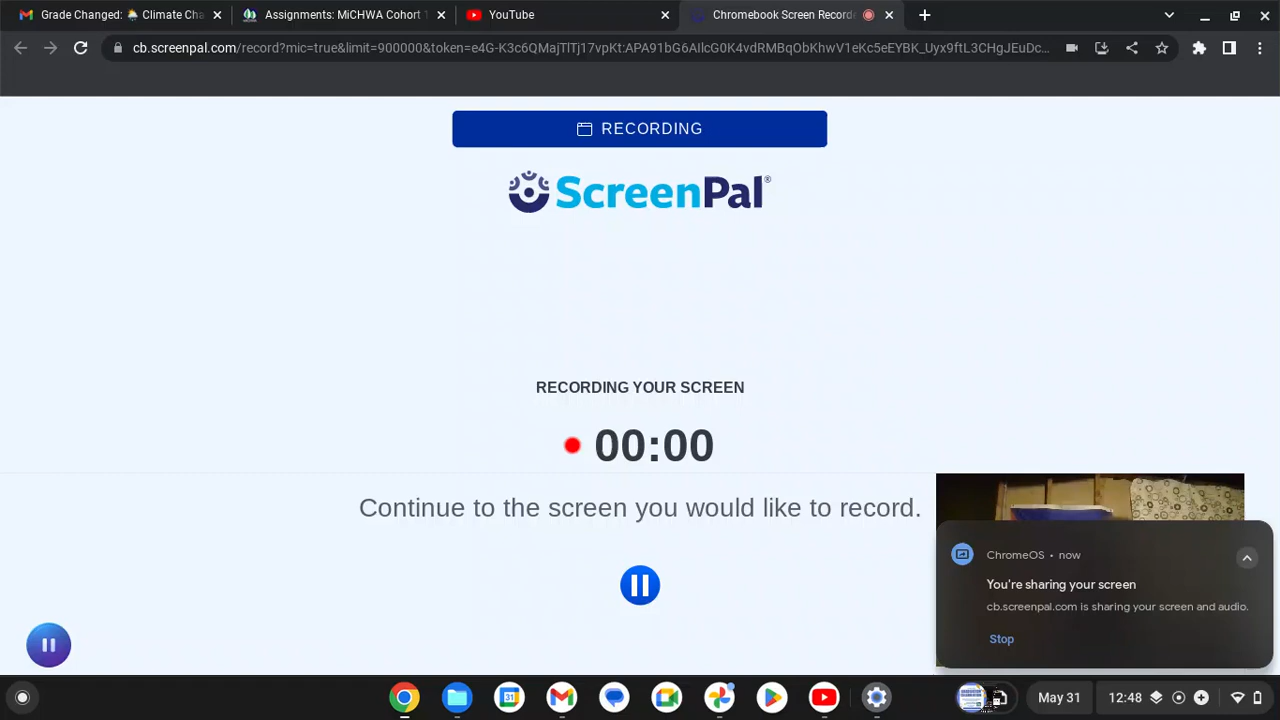 Grade Changed: Climate Cha
Assignments: MiCHWA Cohort T
YouTube
Chromebook Screen Record
cb.screenpal.com/record?mic=true&limit=900000&token=e4G-K3c6QMajTlTj17vpKt:APA91bG6AIlcG0K4vdRMBqObKhwV1eKc5eEYBK_Uyx9ftL3CHgJEuDc...
RECORDING
ScreenPal®
RECORDING YOUR SCREEN
00:00
Continue to the screen you would like to record.
ChromeOS • now
You're sharing your screen
cb.screenpal.com is sharing your screen and audio.
Stop
31
May 31
12:48